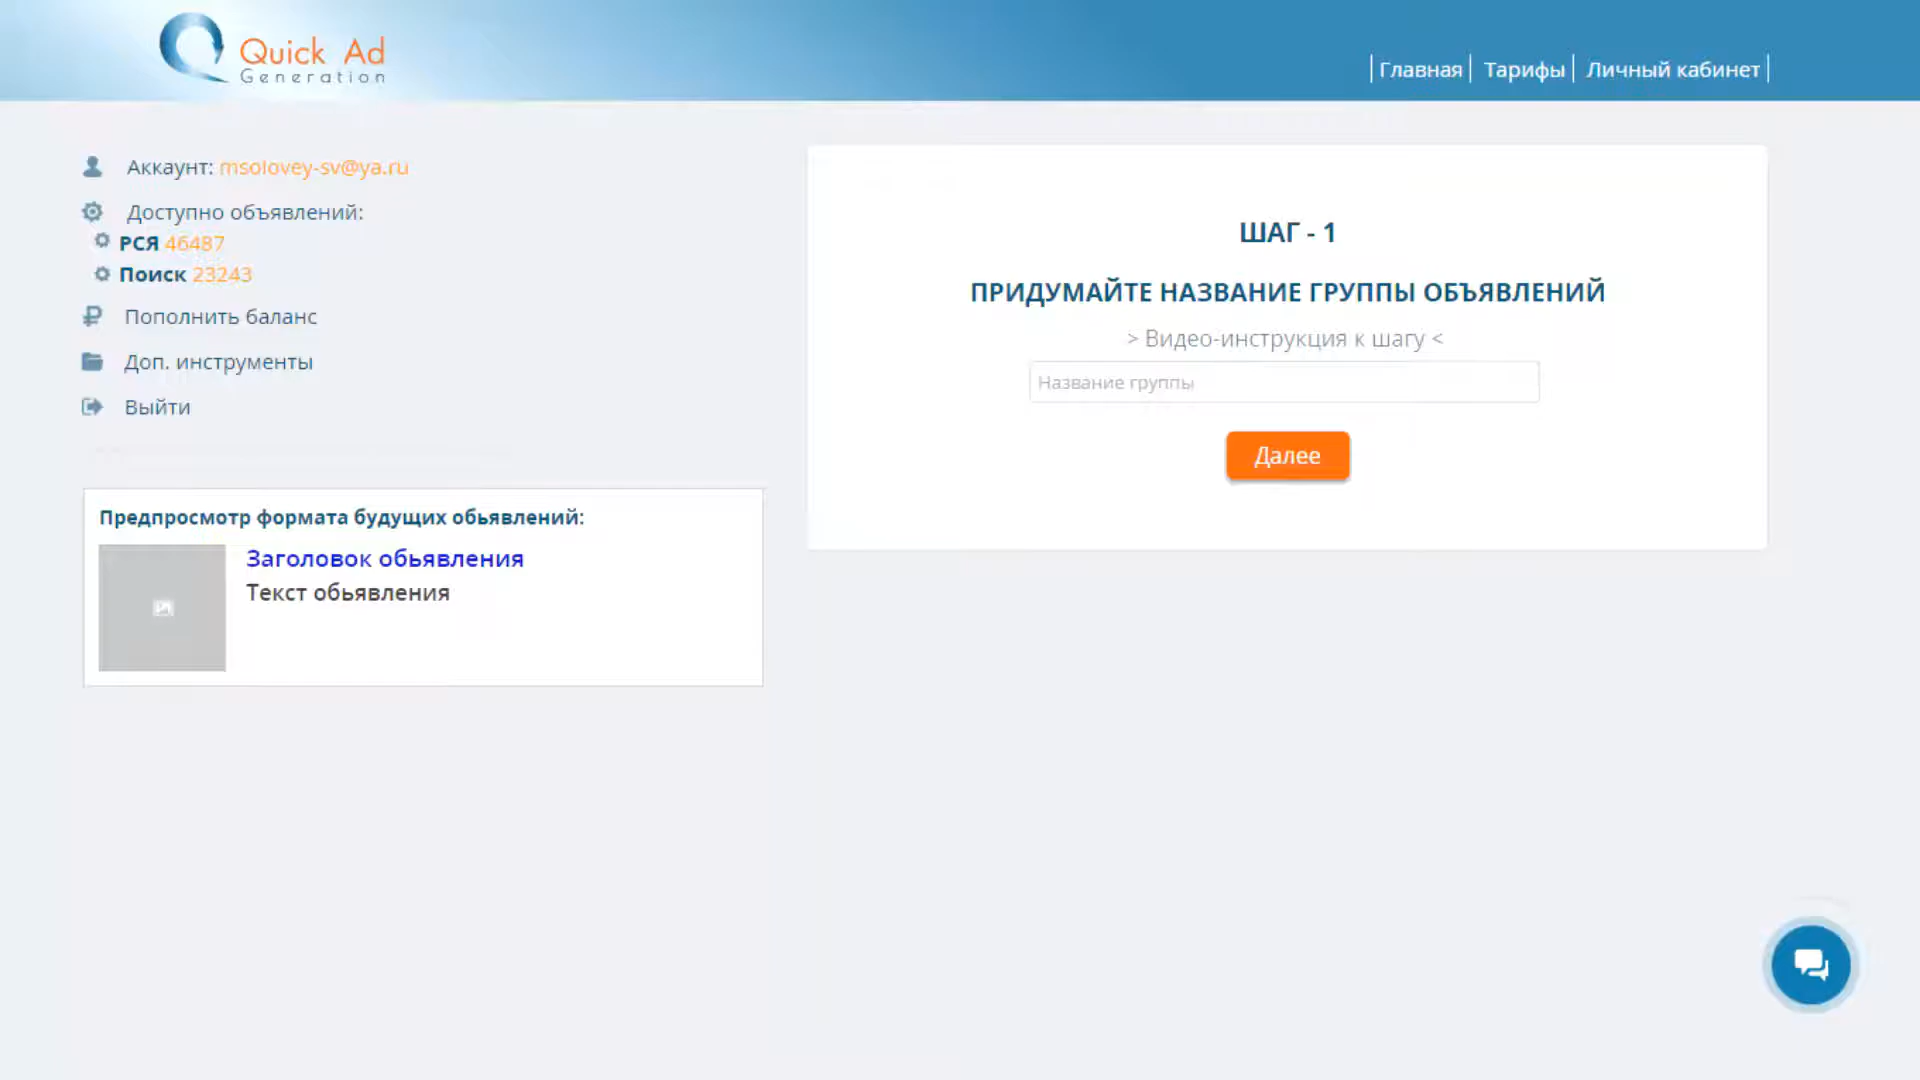 Quick Ad
Generation
Главная
Тарифы
Личный кабинет
Аккаунт: msolovey-sv@ya.ru
Доступно объявлений:
РСЯ 46487
Поиск 23243
Пополнить баланс
Доп. инструменты
Выйти
Предпросмотр формата будущих обьявлений:
Заголовок обьявления
Текст обьявления
ШАГ - 1
ПРИДУМАЙТЕ НАЗВАНИЕ ГРУППЫ ОБЪЯВЛЕНИЙ
> Видео-инструкция к шагу <
Название группы
Далее